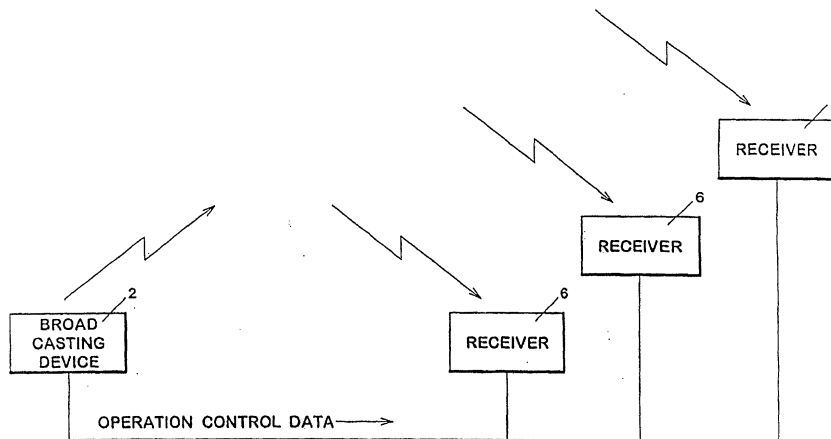 RECEIVER
6
RECEIVER
2
6
BROAD
CASTING
DEVICE
RECEIVER
OPERATION CONTROL DATA